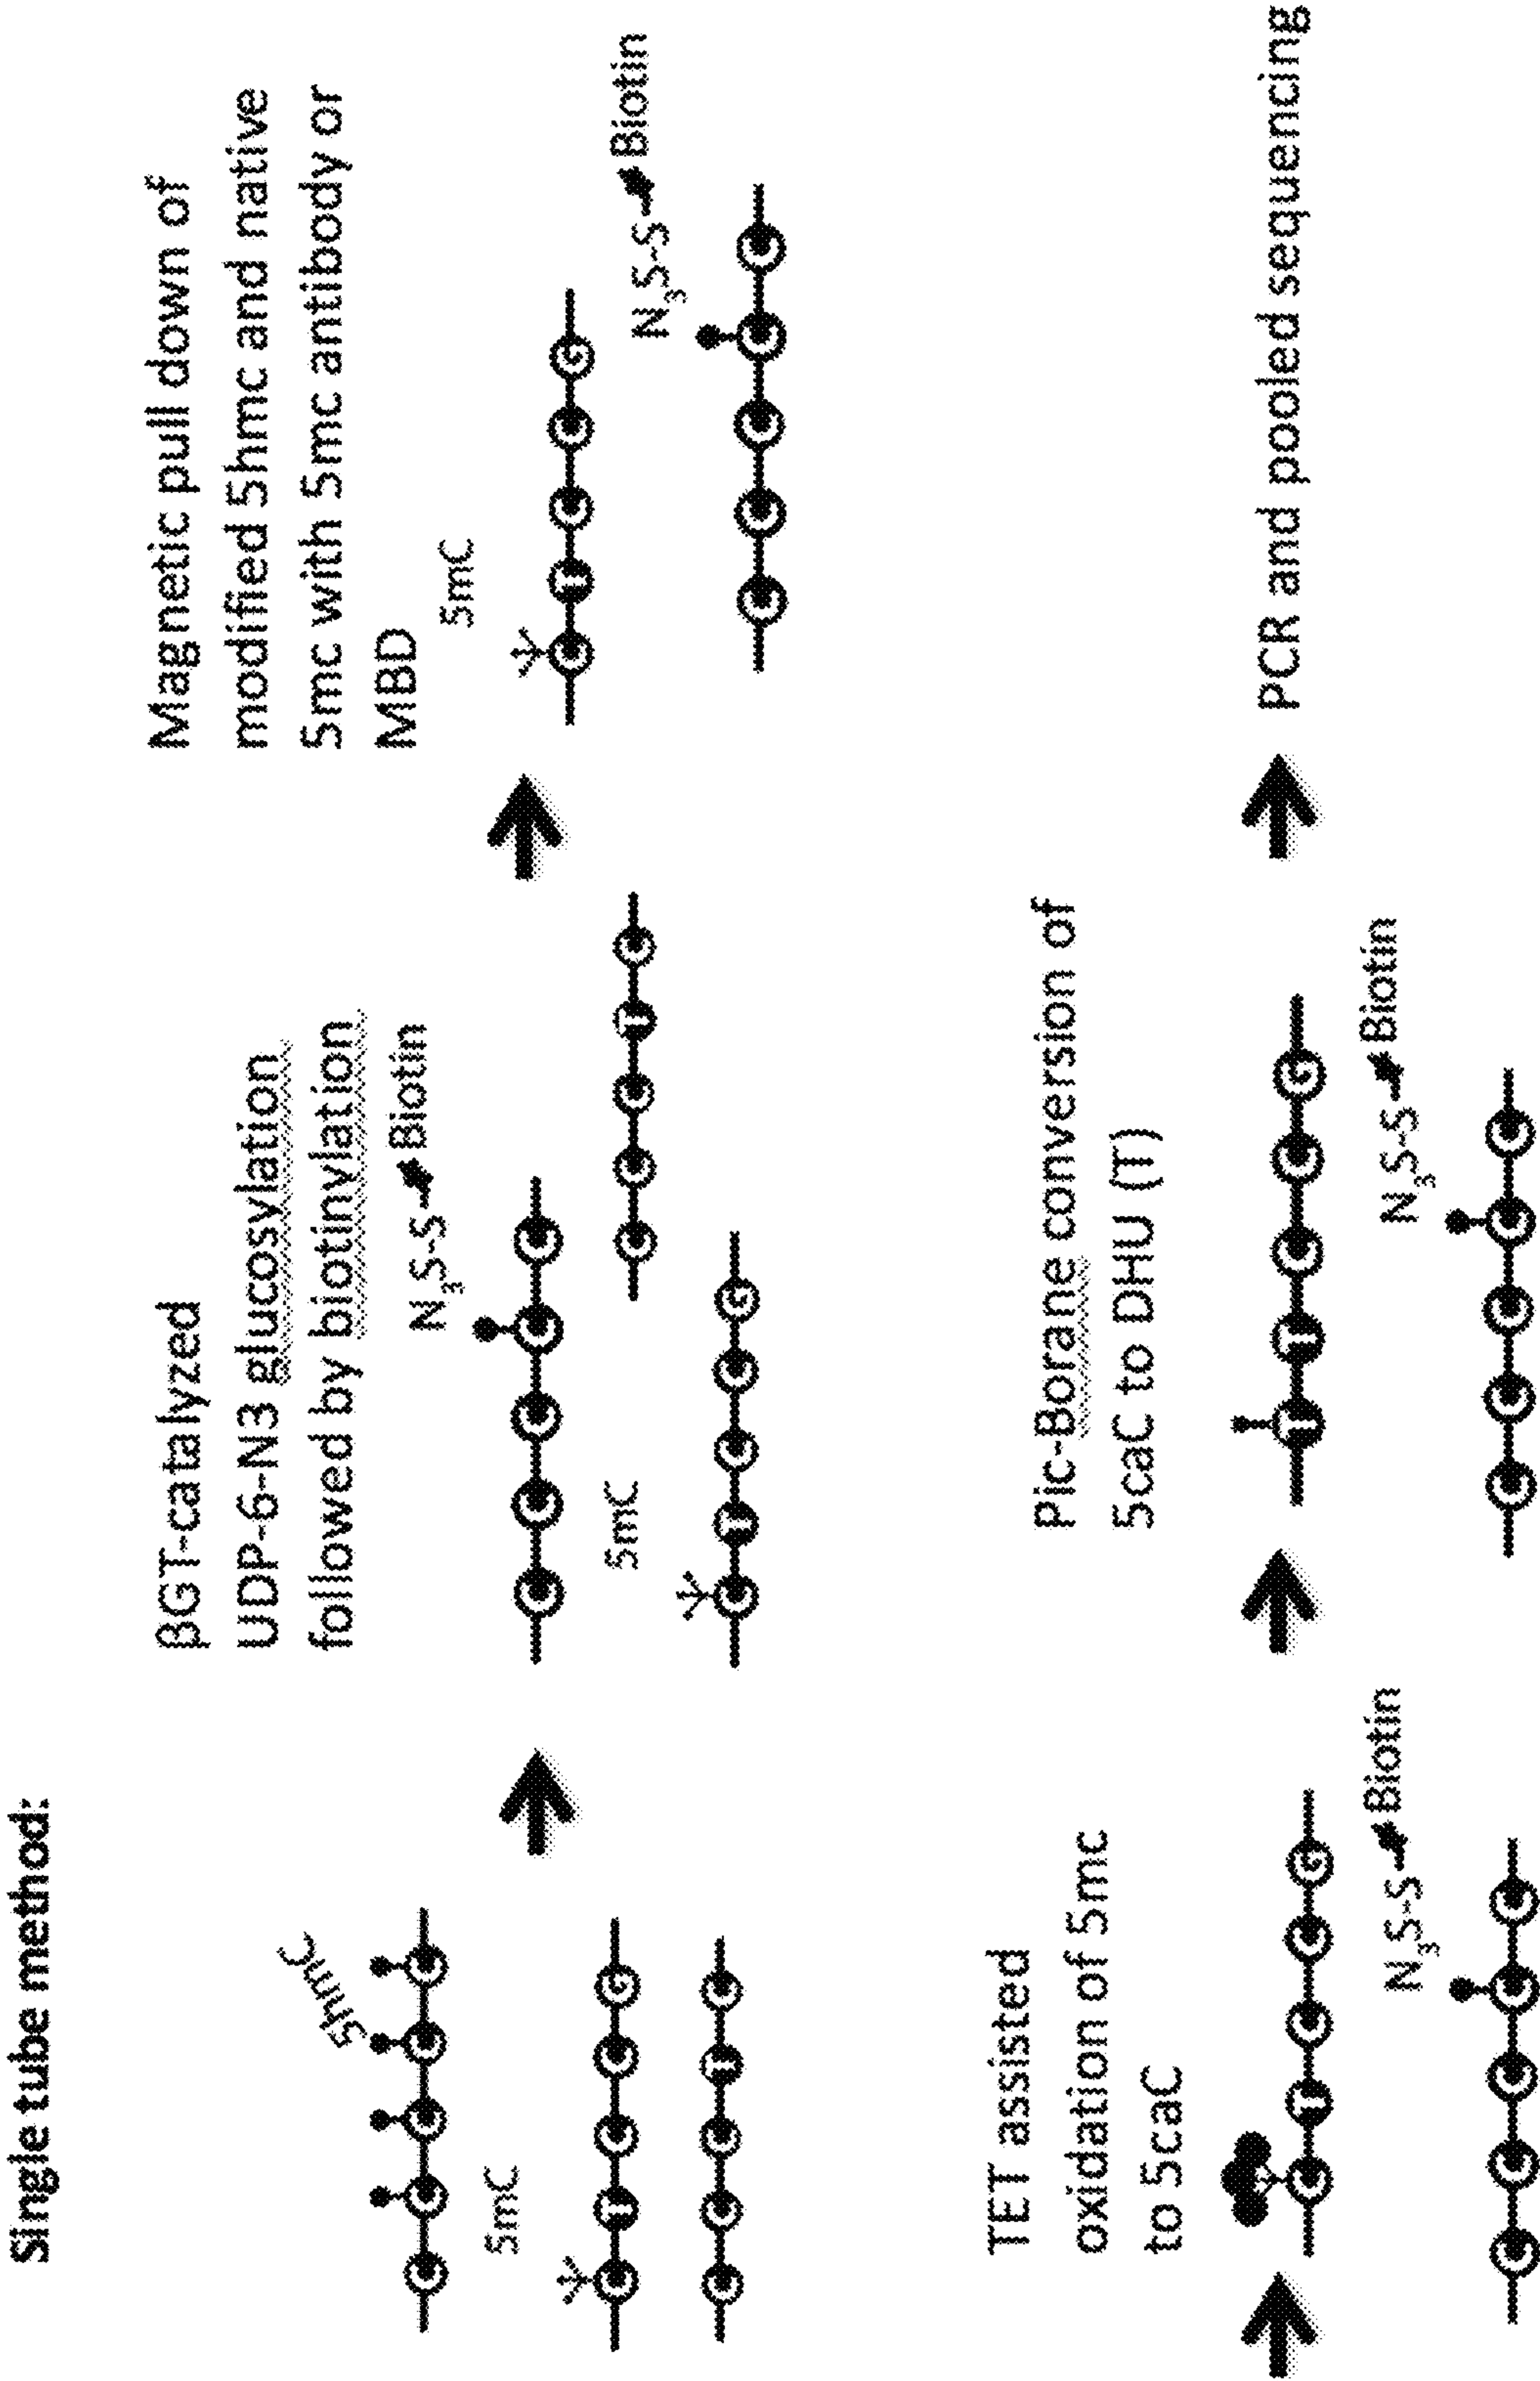 Single tube method:
5hmC
5mC
βGT-catalyzed
UDP-6-N3 glucosylation
followed by biotinylation
N3S-S Biotin
5mC
Magnetic pull down of
modified 5hmc and native
5mc with 5mc antibody or
MBD
5mC
N3S-S Biotin
TET assisted
oxidation of 5mc
to 5caC
N3S-S Biotin
Pic-Borane conversion of
5caC to DHU (T)
N3S-S Biotin
PCR and pooled sequencing